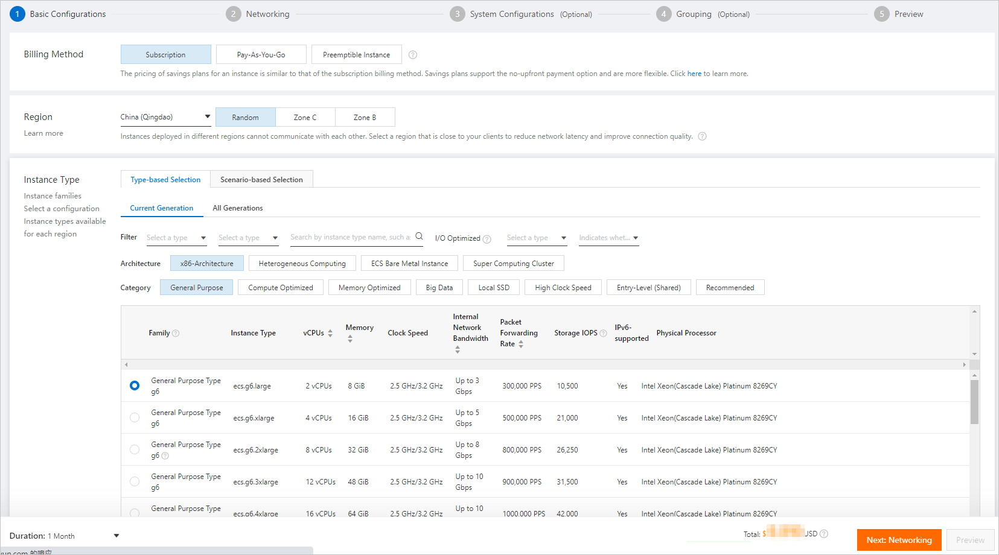 1 Basic Configurations 2 Networking 3 System Configurations (Optional) 4 Grouping (Optional) 5 Preview
Billing Method Subscription Pay-As-You-Go Preemptible Instance ?
The pricing of savings plans for an instance is similar to that of the subscription billing method. Savings plans support the no-upfront payment option and are more flexible. Click here to learn more.
Region China (Qingdao) Random Zone C Zone B
Learn more
Instances deployed in different regions cannot communicate with each other. Select a region that is close to your clients to reduce network latency and improve connection quality. ?
Instance Type Type-based Selection Scenario-based Selection
Instance families
Select a configuration
Instance types available
for each region
Current Generation All Generations
Filter Select a type Select a type Search by instance type name, such as I/O Optimized ? Select a type Indicates whet...
Architecture x86-Architecture Heterogeneous Computing ECS Bare Metal Instance Super Computing Cluster
Category General Purpose Compute Optimized Memory Optimized Big Data Local SSD High Clock Speed Entry-Level (Shared) Recommended
Family ? Instance Type vCPUs Memory Clock Speed Internal Network Bandwidth Packet Forwarding Rate Storage IOPS ? IPv6-supported Physical Processor
General Purpose Type g6 ecs.g6.large 2 vCPUs 8 GiB 2.5 GHz/3.2 GHz Up to 3 Gbps 300,000 PPS 10,500 Yes Intel Xeon(Cascade Lake) Platinum 8269CY
General Purpose Type g6 ecs.g6.xlarge 4 vCPUs 16 GiB 2.5 GHz/3.2 GHz Up to 5 Gbps 500,000 PPS 21,000 Yes Intel Xeon(Cascade Lake) Platinum 8269CY
General Purpose Type g6 ? ecs.g6.2xlarge 8 vCPUs 32 GiB 2.5 GHz/3.2 GHz Up to 8 Gbps 800,000 PPS 26,250 Yes Intel Xeon(Cascade Lake) Platinum 8269CY
General Purpose Type g6 ecs.g6.3xlarge 12 vCPUs 48 GiB 2.5 GHz/3.2 GHz Up to 10 Gbps 900,000 PPS 31,500 Yes Intel Xeon(Cascade Lake) Platinum 8269CY
General Purpose Type ecs.g6.4xlarge 16 vCPUs 64 GiB 2.5 GHz/3.2 GHz Up to 10 1000,000 PPS 42,000 Yes Intel Xeon(Cascade Lake) Platinum 8269CY
Duration: 1 Month Total: $ USD ? Next: Networking Preview
yun.com 的响应